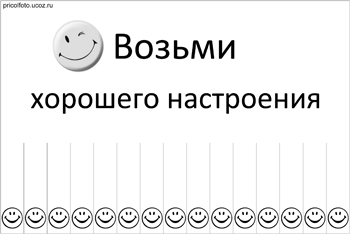 pricolfoto.ucoz.ru
Возьми
хорошего настроения